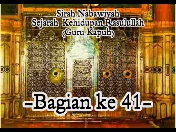 Sirah Nabawiyah
Sejarah Kehidupan Rasulullah
(Guru Kapuh)
-Bagian ke 41-